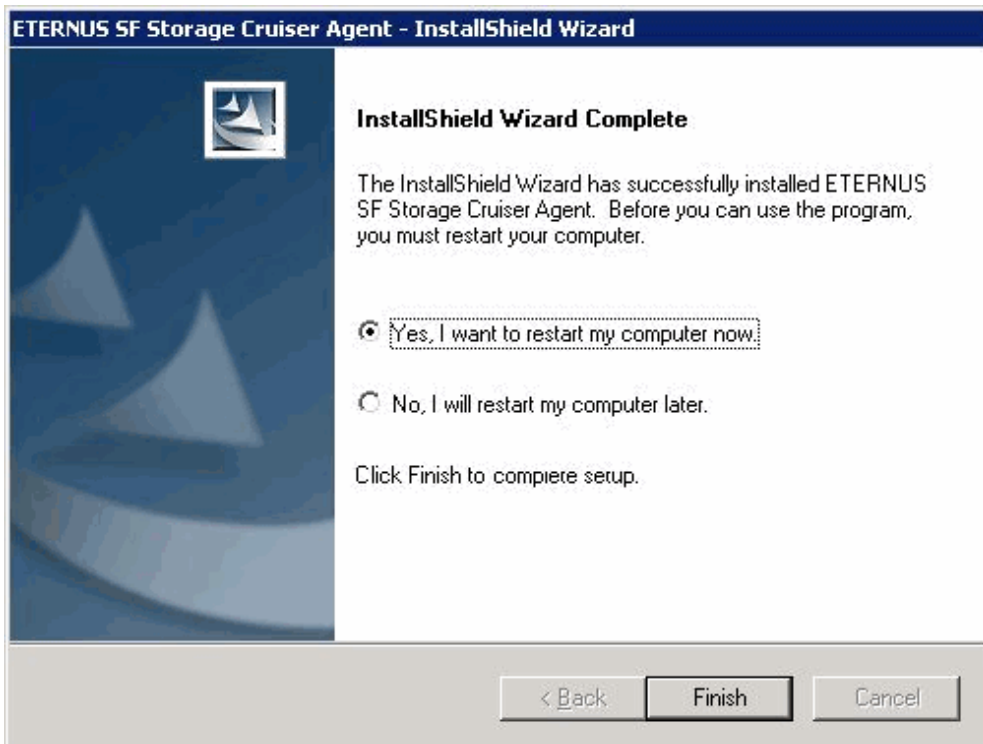 ETERNUS SF Storage Cruiser Agent - InstallShield Wizard
InstallShield Wizard Complete
The InstallShield Wizard has successfully installed ETERNUS
SF Storage Cruiser Agent. Before you can use the program,
you must restart your computer.
Yes, I want to restart my computer now.
No, I will restart my computer later.
Click Finish to complete setup.
< Back
Finish
Cancel